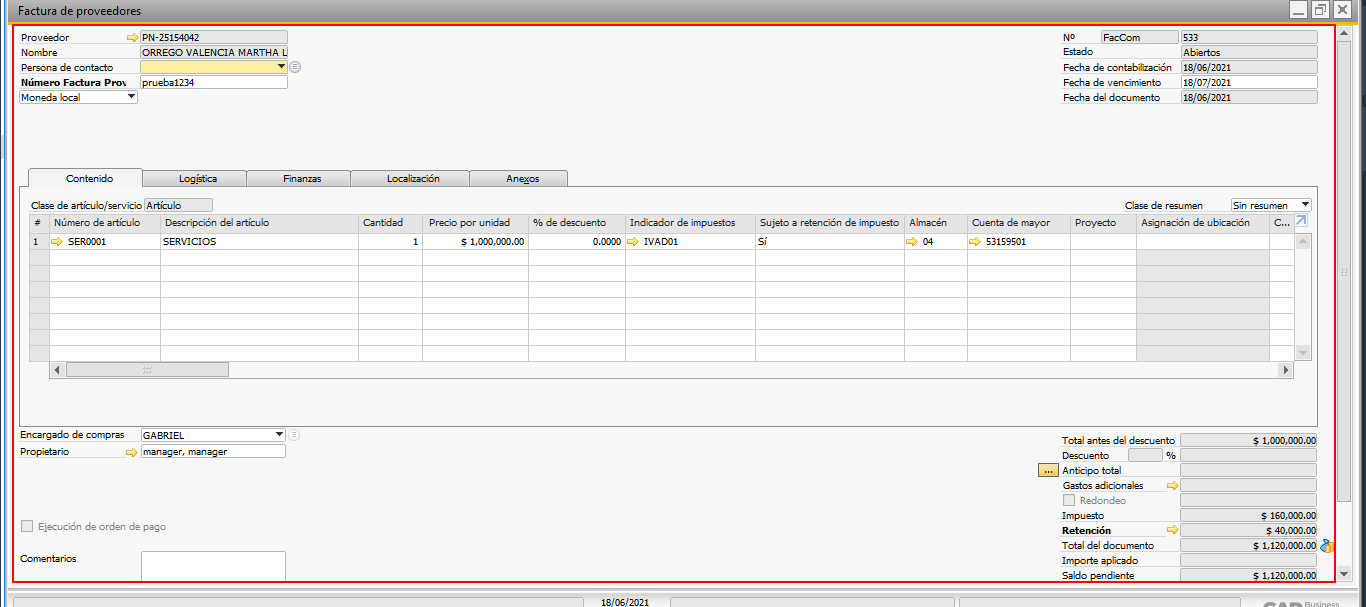 Factura de proveedores
Proveedor PN-25154042
Nombre ORREGO VALENCIA MARTHA L
Persona de contacto
Número Factura Prov prueba1234
Moneda local
Nº FacCom 533
Estado Abiertos
Fecha de contabilización 18/06/2021
Fecha de vencimiento 18/07/2021
Fecha del documento 18/06/2021
Contenido Logística Finanzas Localización Anexos
Clase de artículo/servicio Artículo
Clase de resumen Sin resumen
# Número de artículo Descripción del artículo Cantidad Precio por unidad % de descuento Indicador de impuestos Sujeto a retención de impuesto Almacén Cuenta de mayor Proyecto Asignación de ubicación C...
1 SER0001 SERVICIOS 1 $ 1,000,000.00 0.0000 IVAD01 Sí 04 53159501
Encargado de compras GABRIEL
Propietario manager, manager
Ejecución de orden de pago
Comentarios
Total antes del descuento $ 1,000,000.00
Descuento %
... Anticipo total
Gastos adicionales
Redondeo
Impuesto $ 160,000.00
Retención $ 40,000.00
Total del documento $ 1,120,000.00
Importe aplicado
Saldo pendiente $ 1,120,000.00
18/06/2021
SAP Business